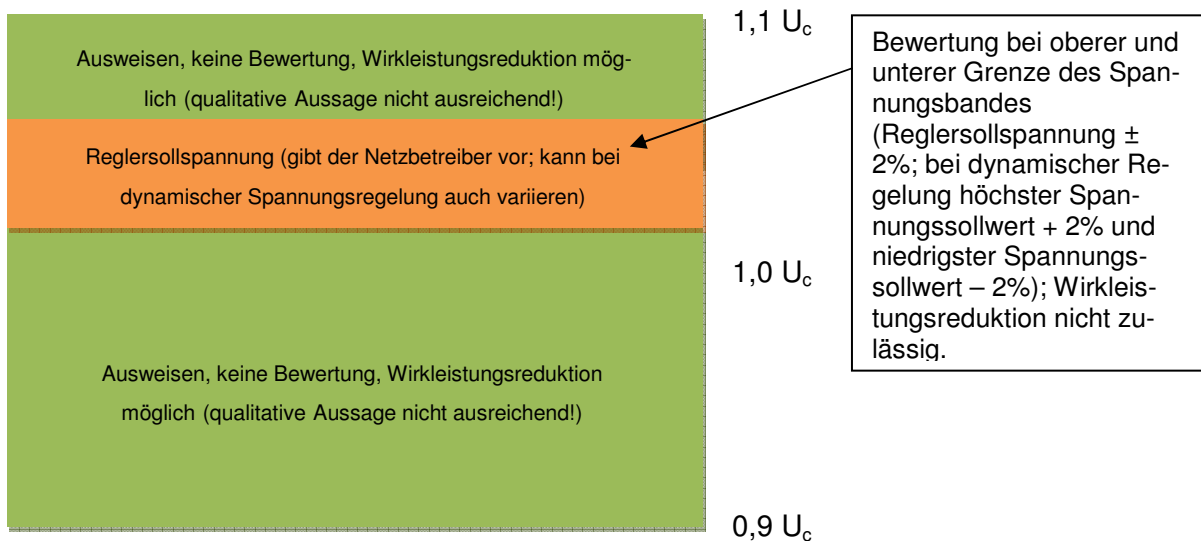 1,1 Uc
Ausweisen, keine Bewertung, Wirkleistungsreduktion mög-
lich (qualitative Aussage nicht ausreichend!)
Reglersollspannung (gibt der Netzbetreiber vor; kann bei
dynamischer Spannungsregelung auch variieren)
1,0 Uc
Ausweisen, keine Bewertung, Wirkleistungsreduktion
möglich (qualitative Aussage nicht ausreichend!)
0,9 Uc
Bewertung bei oberer und
unterer Grenze des Span-
nungsbandes
(Reglersollspannung ±
2%; bei dynamischer Re-
gelung höchster Span-
nungssollwert + 2% und
niedrigster Spannungs-
sollwert – 2%); Wirkleis-
tungsreduktion nicht zu-
lässig.